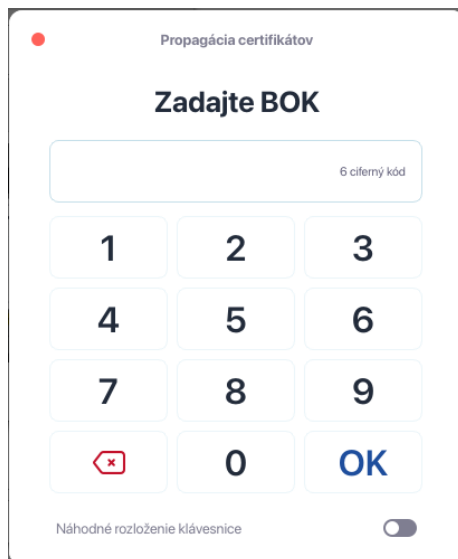 Propagácia certifikátov
Zadajte BOK
6 ciferný kód
1 2 3
4 5 6
7 8 9
0 OK
Náhodné rozloženie klávesnice